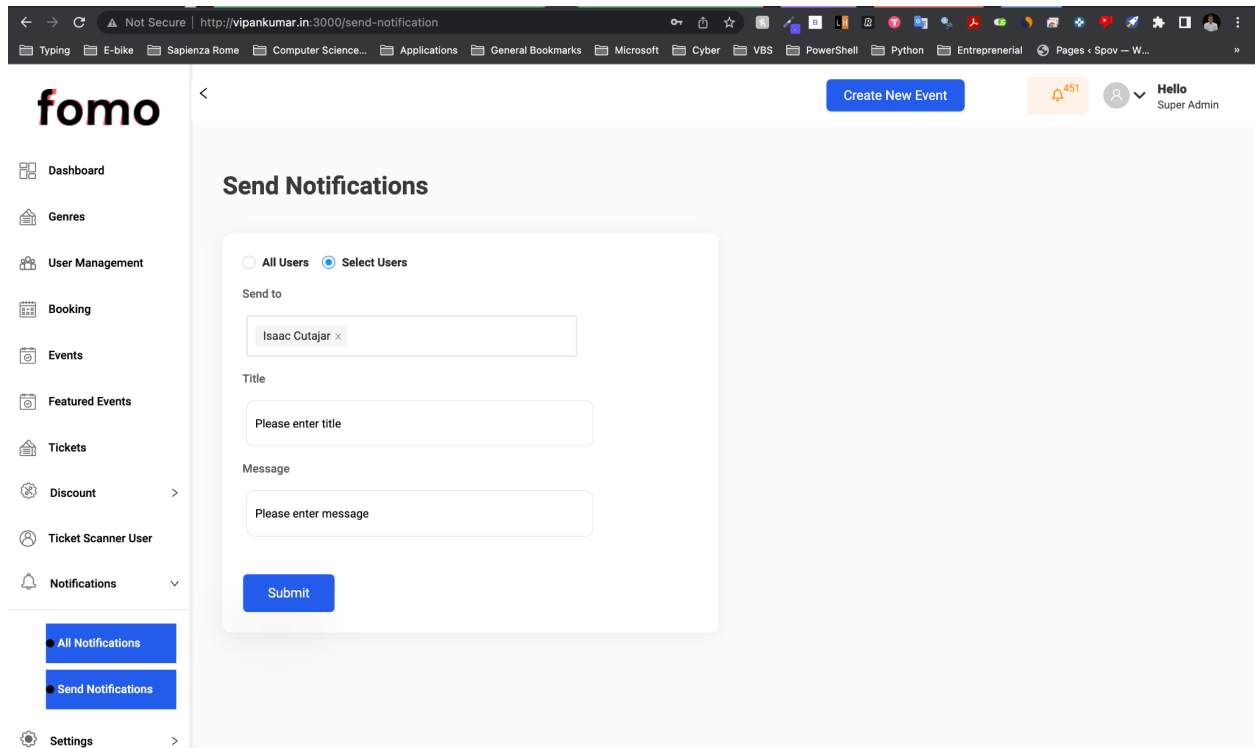 Not Secure | http://vipankumar.in:3000/send-notification
Typing E-bike Sapienza Rome Computer Science... Applications General Bookmarks Microsoft Cyber VBS PowerShell Python Entreprenerial Pages ‹ Spov — W... »
fomo
Create New Event
451
Hello
Super Admin
Dashboard
Genres
User Management
Booking
Events
Featured Events
Tickets
Discount
Ticket Scanner User
Notifications
All Notifications
Send Notifications
Settings
Send Notifications
All Users Select Users
Send to
Isaac Cutajar ×
Title
Please enter title
Message
Please enter message
Submit